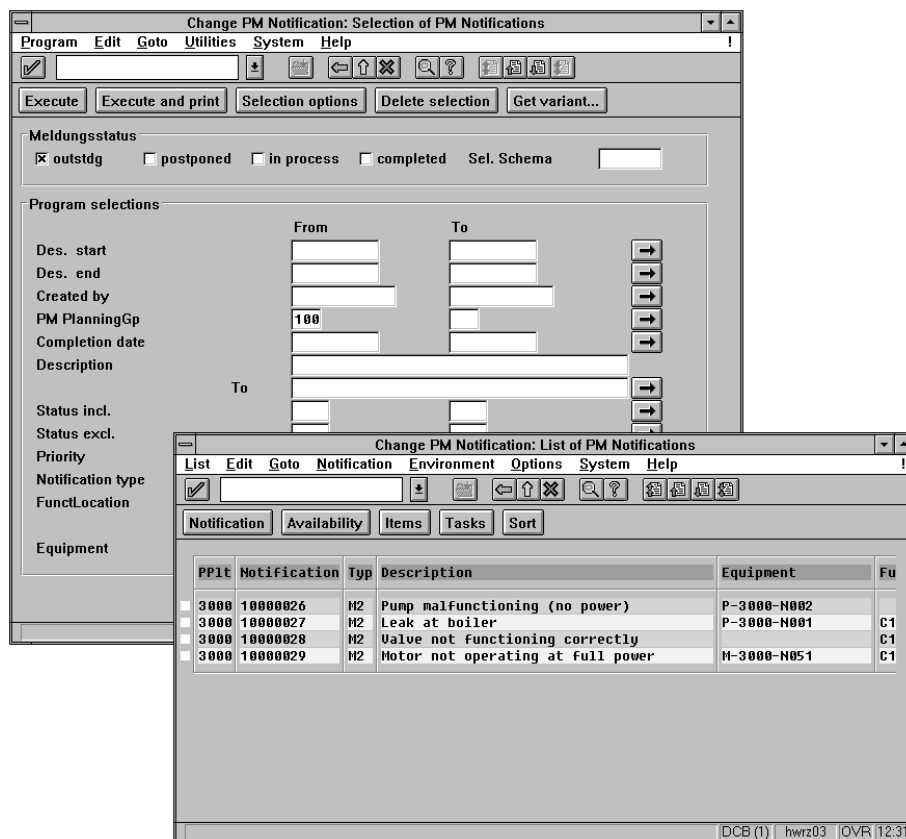 Change PM Notification: Selection of PM Notifications
Program Edit Goto Utilities System Help !
Execute Execute and print Selection options Delete selection Get variant...
Meldungsstatus
outstdg postponed in process completed Sel. Schema
Program selections
From To
Des. start
Des. end
Created by
PM PlanningGp 100
Completion date
Description
To
Status incl.
Status excl.
Priority
Notification type
FunctLocation
Equipment
Change PM Notification: List of PM Notifications
List Edit Goto Notification Environment Options System Help !
Notification Availability Items Tasks Sort
PPlt Notification Typ Description Equipment Fu
3000 10000026 M2 Pump malfunctioning (no power) P-3000-N002
3000 10000027 M2 Leak at boiler P-3000-N001 C1
3000 10000028 M2 Valve not functioning correctly C1
3000 10000029 M2 Motor not operating at full power M-3000-N051 C1
DCB (1) hwrz03 OVR 12:31